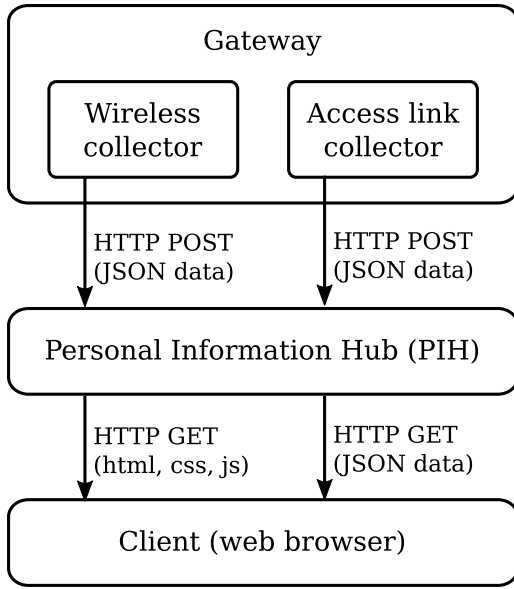 Gateway
Wireless
collector
Access link
collector
HTTP POST
(JSON data)
HTTP POST
(JSON data)
Personal Information Hub (PIH)
HTTP GET
(html, css, js)
HTTP GET
(JSON data)
Client (web browser)